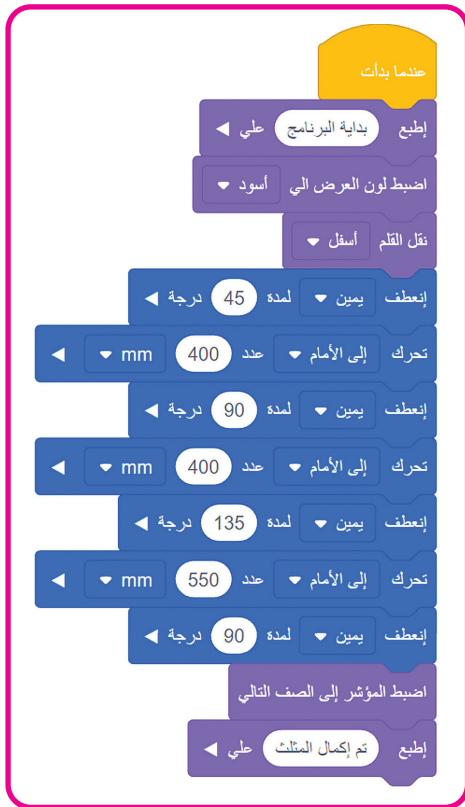 عندما بدأت
إطبع بداية البرنامج علي
اضبط لون العرض الي أسود
نقل القلم أسفل
إنعطف يمين لمدة 45 درجة
تحرك إلى الأمام عدد 400 mm
إنعطف يمين لمدة 90 درجة
تحرك إلى الأمام عدد 400 mm
إنعطف يمين لمدة 135 درجة
تحرك إلى الأمام عدد 550 mm
إنعطف يمين لمدة 90 درجة
اضبط المؤشر إلى الصف التالي
إطبع تم إكمال المثلث علي